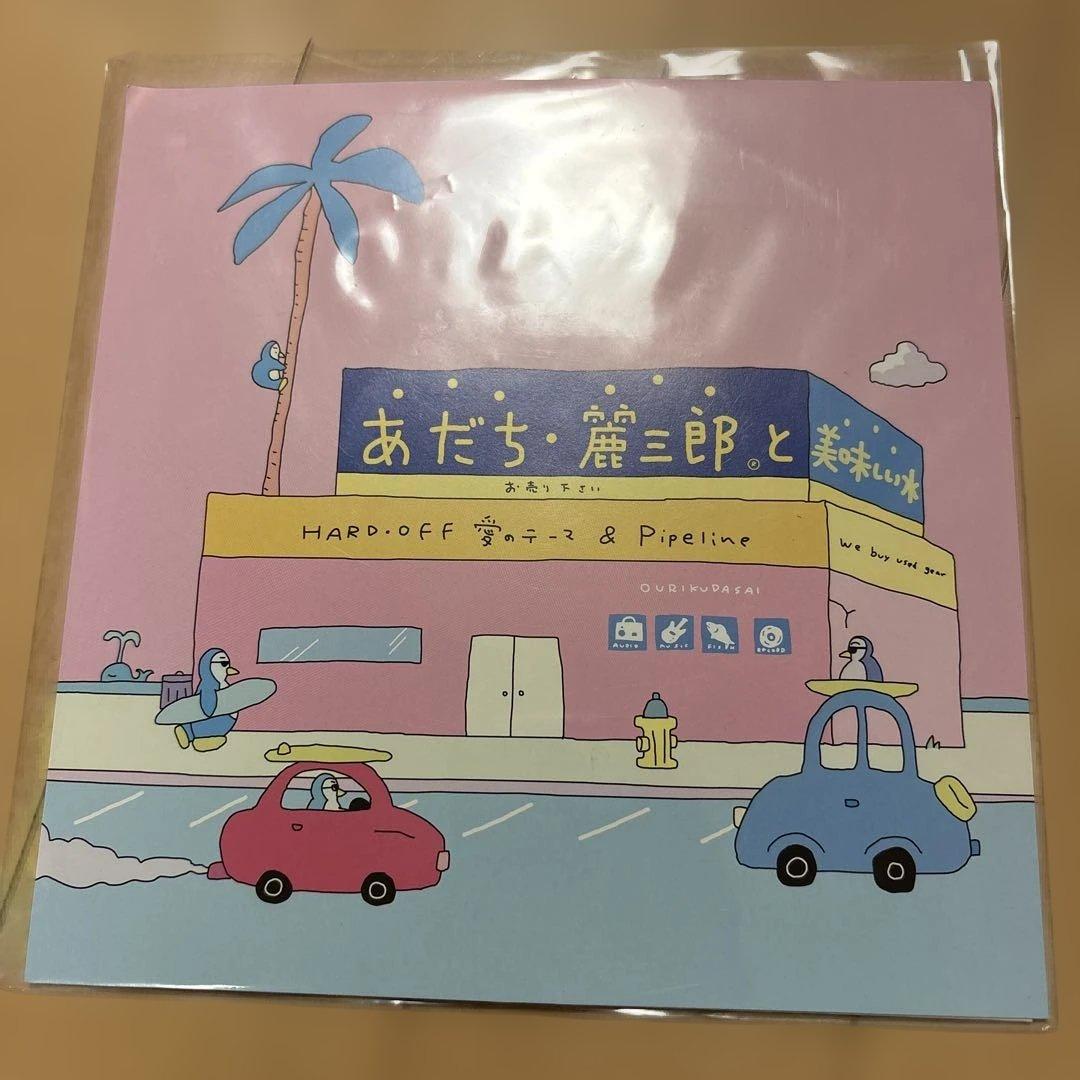 あだち・麗三郎®と
美味しい水
お売り下さい
HARD・OFF 愛のテーマ & Pipeline
We buy used gear
OURIKUDASAI
AUDIO MUSIC FISH RECORD